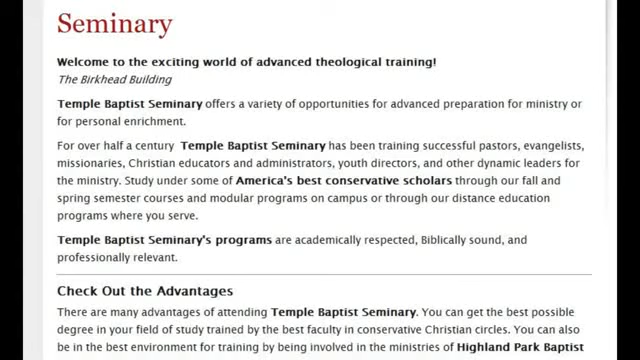 Seminary
Welcome to the exciting world of advanced theological training!
The Birkhead Building
Temple Baptist Seminary offers a variety of opportunities for advanced preparation for ministry or
for personal enrichment.
For over half a century Temple Baptist Seminary has been training successful pastors, evangelists,
missionaries, Christian educators and administrators, youth directors, and other dynamic leaders for
the ministry. Study under some of America's best conservative scholars through our fall and
spring semester courses and modular programs on campus or through our distance education
programs where you serve.
Temple Baptist Seminary's programs are academically respected, Biblically sound, and
professionally relevant.
Check Out the Advantages
There are many advantages of attending Temple Baptist Seminary. You can get the best possible
degree in your field of study trained by the best faculty in conservative Christian circles. You can also
be in the best environment for training by being involved in the ministries of Highland Park Baptist